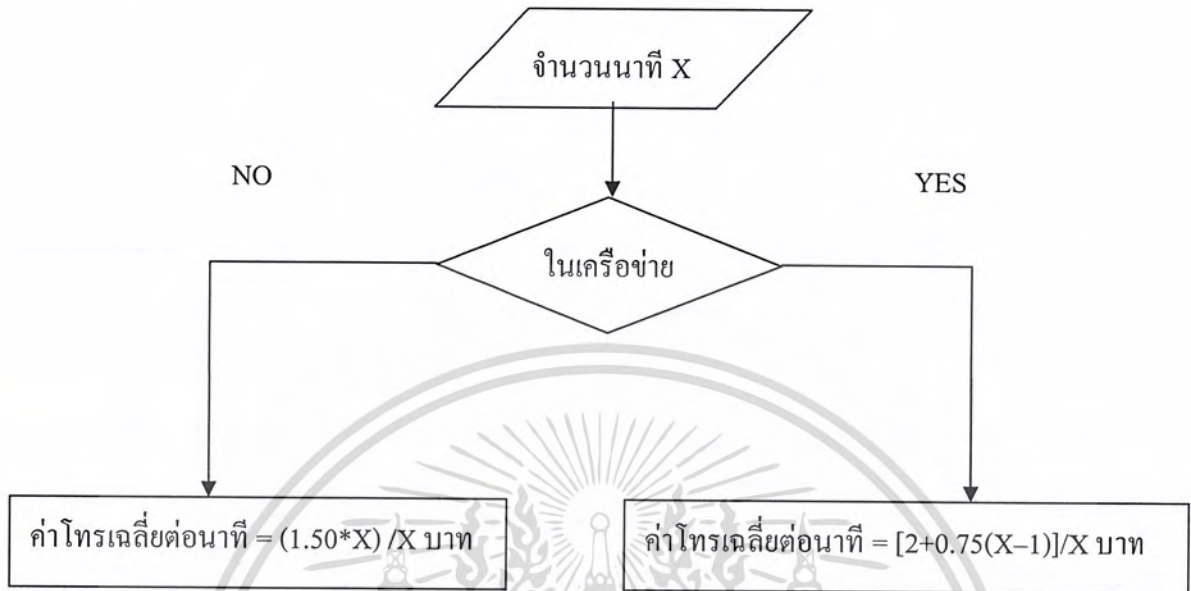 จำนวนนาที X
NO
YES
ในเครือข่าย
ค่าโทรเฉลี่ยต่อนาที = (1.50*X) /X บาท
ค่าโทรเฉลี่ยต่อนาที = [2+0.75(X–1)]/X บาท